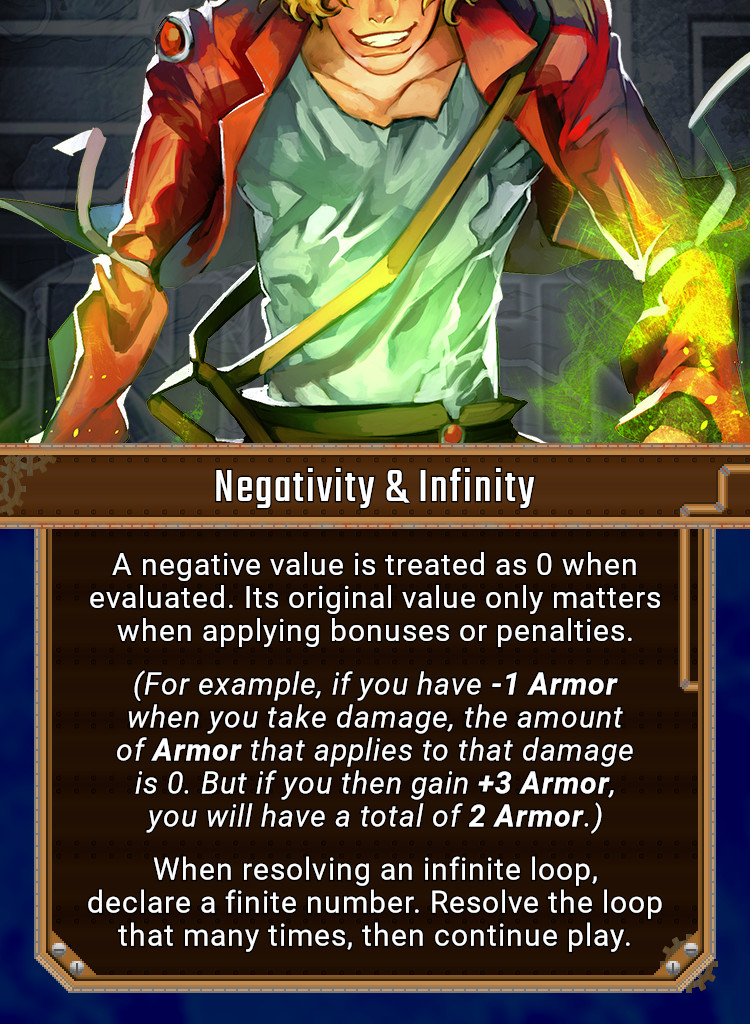 Negativity & Infinity
A negative value is treated as 0 when
evaluated. Its original value only matters
when applying bonuses or penalties.
(For example, if you have -1 Armor
when you take damage, the amount
of Armor that applies to that damage
is 0. But if you then gain +3 Armor,
you will have a total of 2 Armor.)
When resolving an infinite loop,
declare a finite number. Resolve the loop
that many times, then continue play.